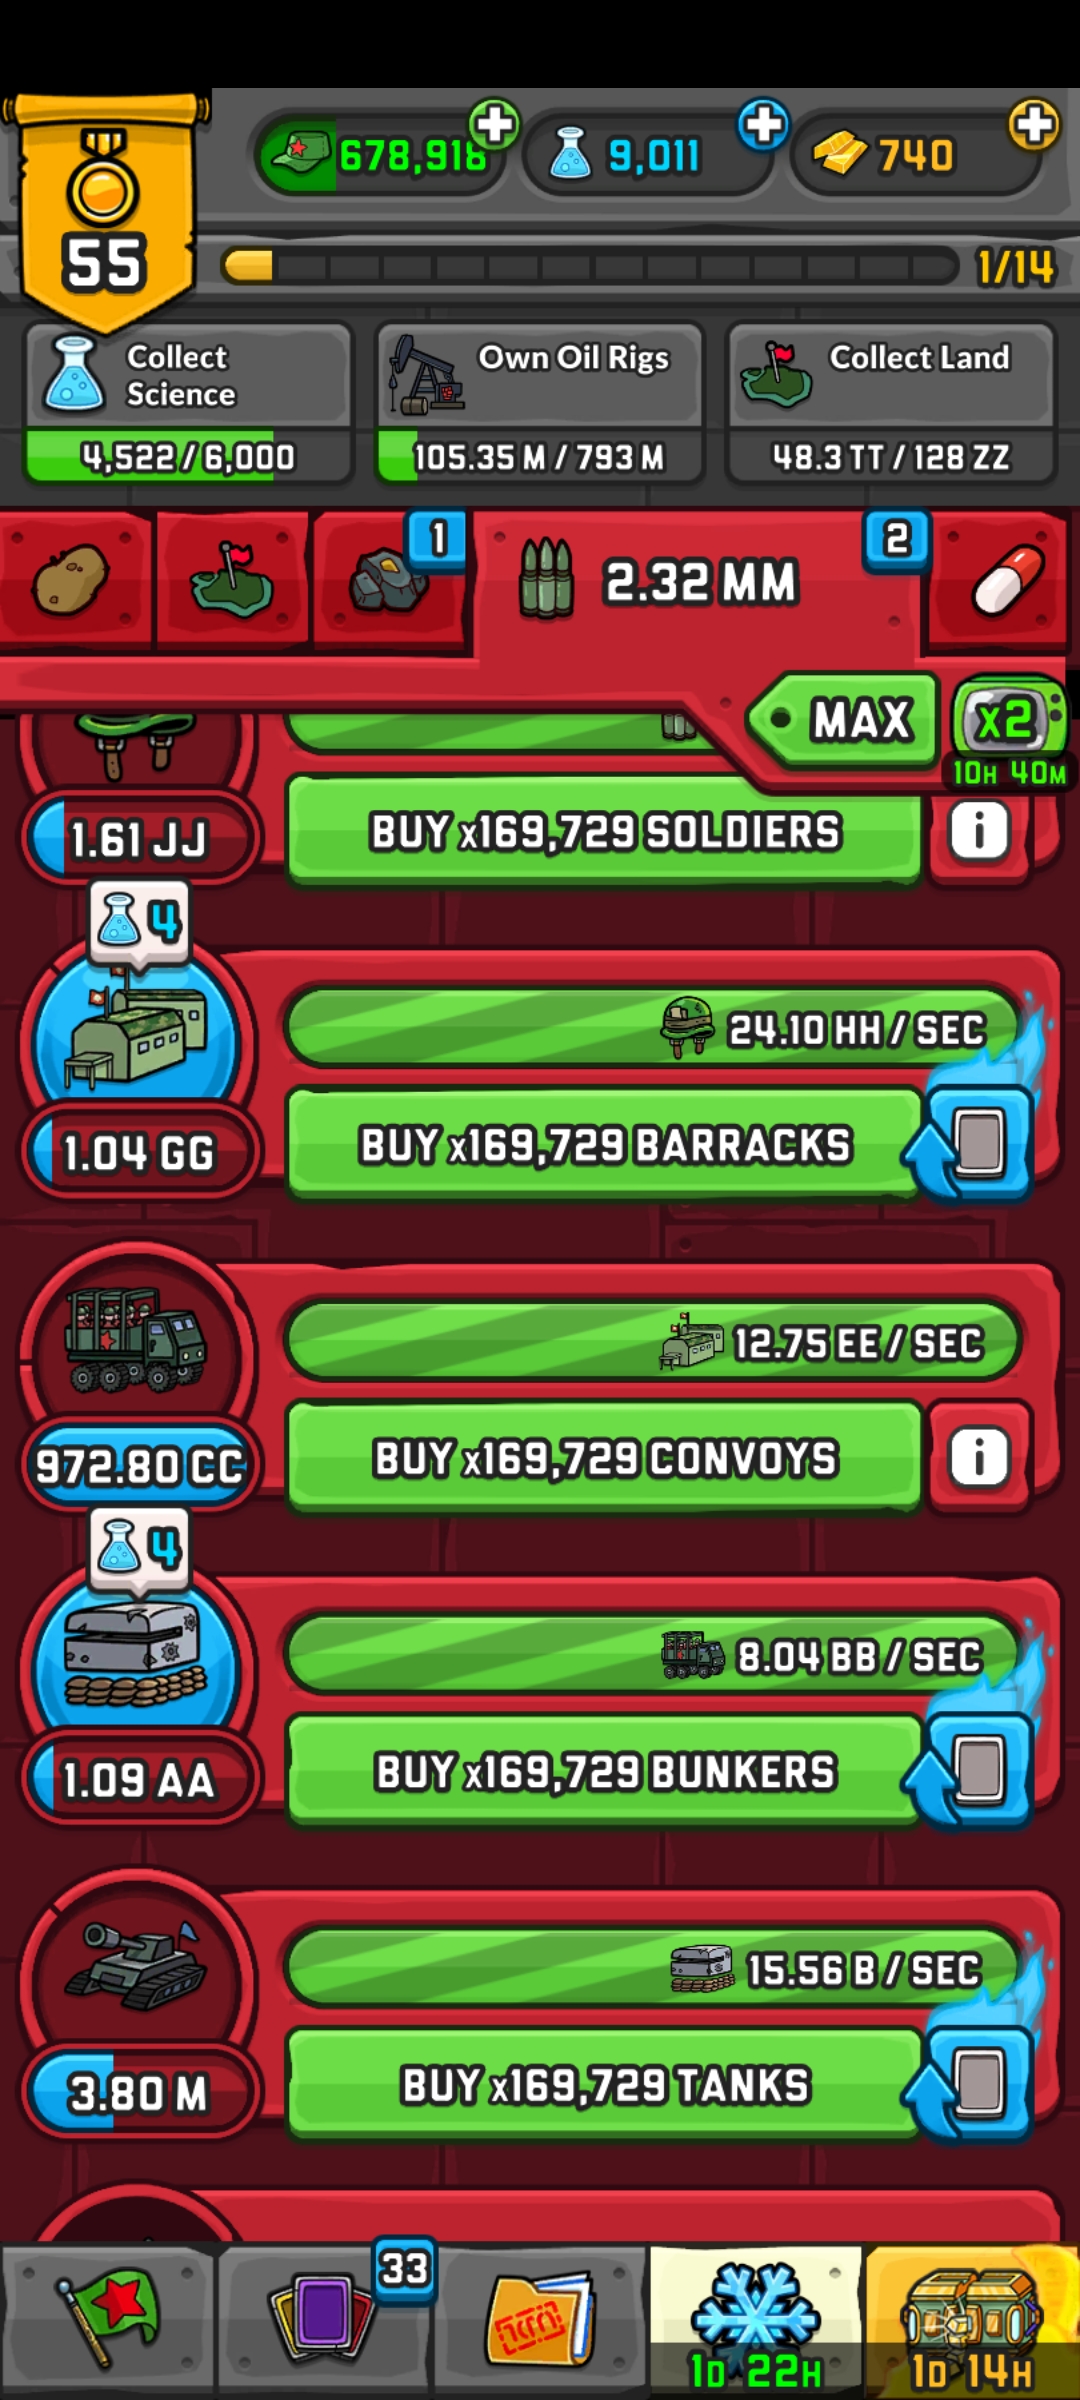 678,918
9,011
740
55
1/14
Collect
Science
4,522 / 6,000
Own Oil Rigs
105.35 M / 793 M
Collect Land
48.3 TT / 128 ZZ
1
2.32 MM
2
MAX
x2
10H 40M
1.61 JJ
BUY x169,729 SOLDIERS
i
4
24.10 HH / SEC
1.04 GG
BUY x169,729 BARRACKS
12.75 EE / SEC
972.80 CC
BUY x169,729 CONVOYS
i
4
8.04 BB / SEC
1.09 AA
BUY x169,729 BUNKERS
15.56 B / SEC
3.80 M
BUY x169,729 TANKS
33
1D 22H
1D 14H